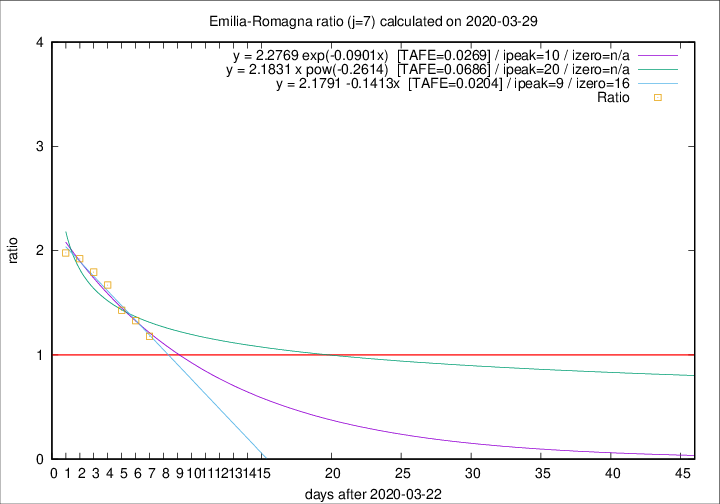 Emilia-Romagna ratio (j=7) calculated on 2020-03-29
y = 2.2769 exp(-0.0901x) [TAFE=0.0269] / ipeak=10 / izero=n/a
y = 2.1831 x pow(-0.2614) [TAFE=0.0686] / ipeak=20 / izero=n/a
y = 2.1791 -0.1413x [TAFE=0.0204] / ipeak=9 / izero=16
Ratio
4
3
2
1
0
ratio
0 1 2 3 4 5 6 7 8 9 10 11 12 13 14 15 20 25 30 35 40 45
days after 2020-03-22